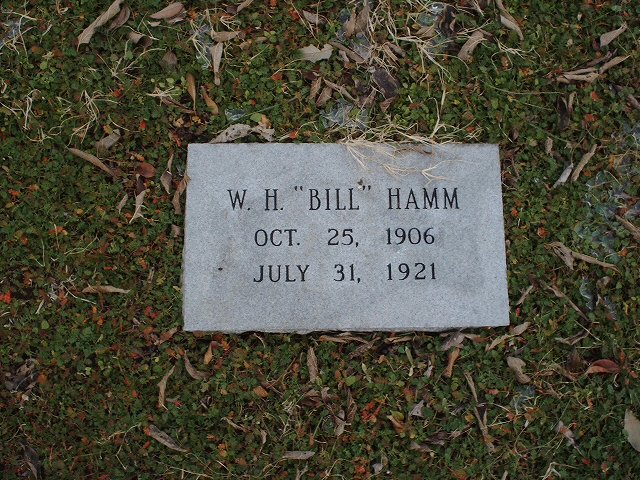 W. H. "BILL" HAMM
OCT. 25, 1906
JULY 31, 1921